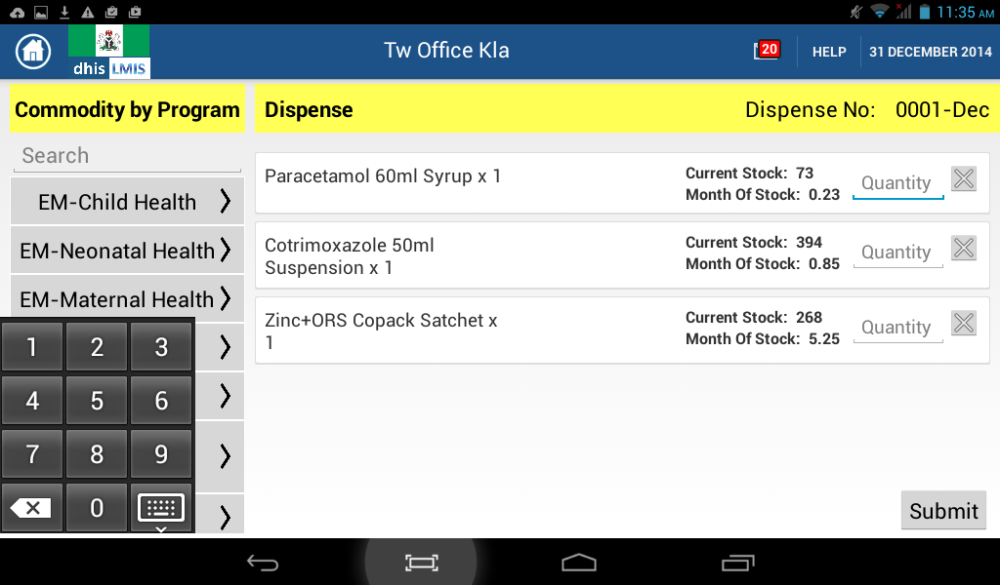 11:35 AM
dhis LMIS
Tw Office Kla
20
HELP
31 DECEMBER 2014
Commodity by Program
Search
EM-Child Health
EM-Neonatal Health
EM-Maternal Health
1 2 3
4 5 6
7 8 9
0
Dispense
Dispense No: 0001-Dec
Paracetamol 60ml Syrup x 1
Current Stock: 73
Month Of Stock: 0.23
Quantity
Cotrimoxazole 50ml
Suspension x 1
Current Stock: 394
Month Of Stock: 0.85
Quantity
Zinc+ORS Copack Satchet x
1
Current Stock: 268
Month Of Stock: 5.25
Quantity
Submit